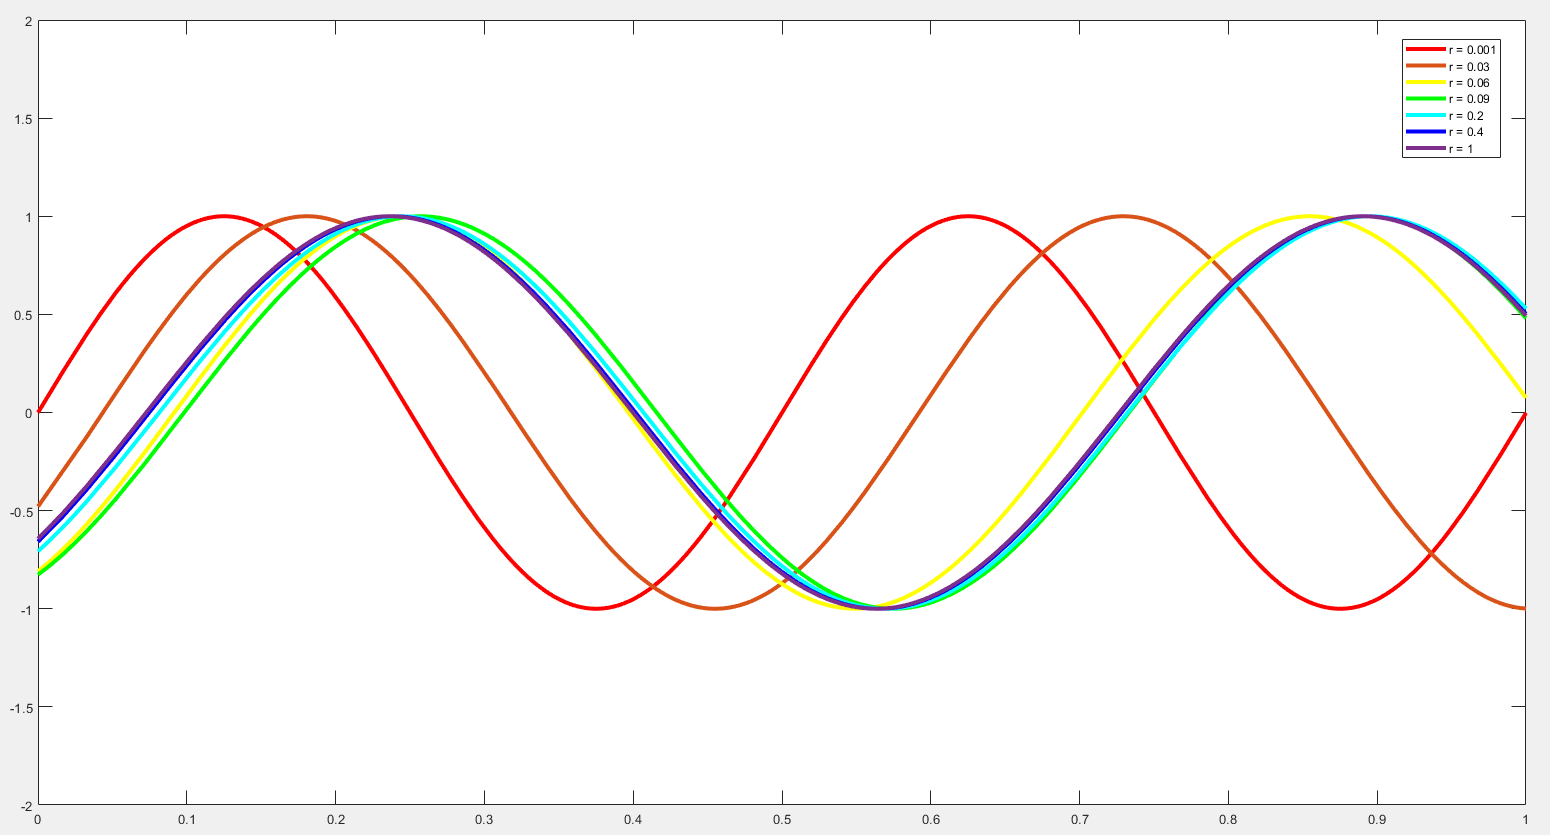 2
r = 0.001
r = 0.03
r = 0.06
r = 0.09
r = 0.2
r = 0.4
r = 1
1.5
1
0.5
0
-0.5
-1
-1.5
-2
0 0.1 0.2 0.3 0.4 0.5 0.6 0.7 0.8 0.9 1